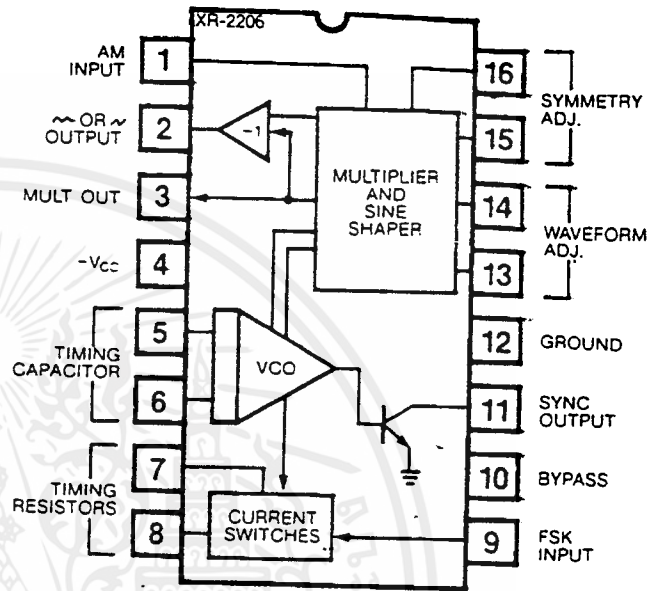 XR-2206
AM
INPUT
1
~ OR ~
OUTPUT
2
MULT OUT
3
-VCC
4
TIMING
CAPACITOR
5
6
TIMING
RESISTORS
7
8
-1
MULTIPLIER
AND
SINE
SHAPER
VCO
CURRENT
SWITCHES
16
15
SYMMETRY
ADJ.
14
13
WAVEFORM
ADJ.
12
GROUND
11
SYNC
OUTPUT
10
BYPASS
9
FSK
INPUT